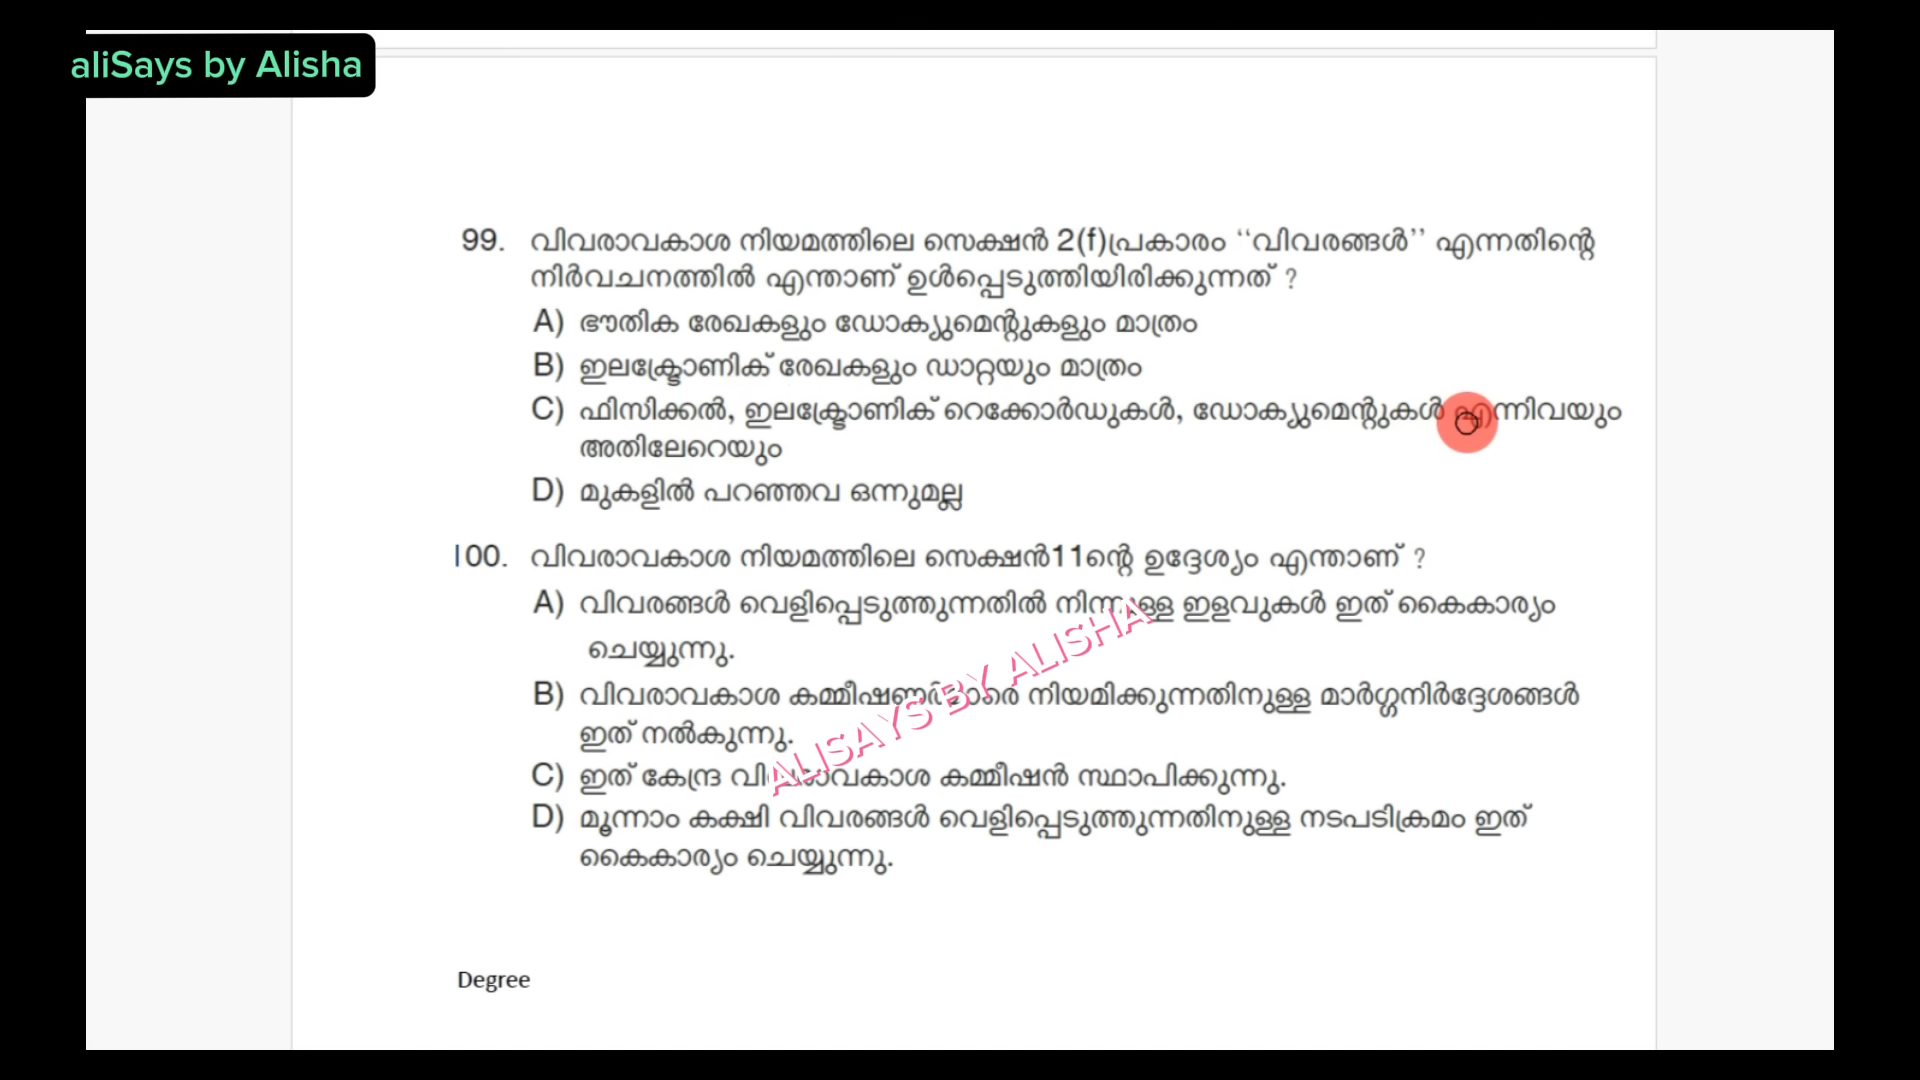 aliSays by Alisha
99. വിവരാവകാശ നിയമത്തിലെ സെക്ഷൻ 2(f)പ്രകാരം ‘‘വിവരങ്ങൾ’’ എന്നതിന്റെ
നിർവചനത്തിൽ എന്താണ് ഉൾപ്പെടുത്തിയിരിക്കുന്നത് ?
A) ഭൗതിക രേഖകളും ഡോക്യുമെന്റുകളും മാത്രം
B) ഇലക്ട്രോണിക് രേഖകളും ഡാറ്റയും മാത്രം
C) ഫിസിക്കൽ, ഇലക്ട്രോണിക് റെക്കോർഡുകൾ, ഡോക്യുമെന്റുകൾ എന്നിവയും
അതിലേറെയും
D) മുകളിൽ പറഞ്ഞവ ഒന്നുമല്ല
100. വിവരാവകാശ നിയമത്തിലെ സെക്ഷൻ11ന്റെ ഉദ്ദേശ്യം എന്താണ് ?
A) വിവരങ്ങൾ വെളിപ്പെടുത്തുന്നതിൽ നിന്നുള്ള ഇളവുകൾ ഇത് കൈകാര്യം
ചെയ്യുന്നു.
B) വിവരാവകാശ കമ്മീഷണർമാരെ നിയമിക്കുന്നതിനുള്ള മാർഗ്ഗനിർദ്ദേശങ്ങൾ
ഇത് നൽകുന്നു.
C) ഇത് കേന്ദ്ര വിവരാവകാശ കമ്മീഷൻ സ്ഥാപിക്കുന്നു.
D) മൂന്നാം കക്ഷി വിവരങ്ങൾ വെളിപ്പെടുത്തുന്നതിനുള്ള നടപടിക്രമം ഇത്
കൈകാര്യം ചെയ്യുന്നു.
ALISAYS BY ALISHA
Degree